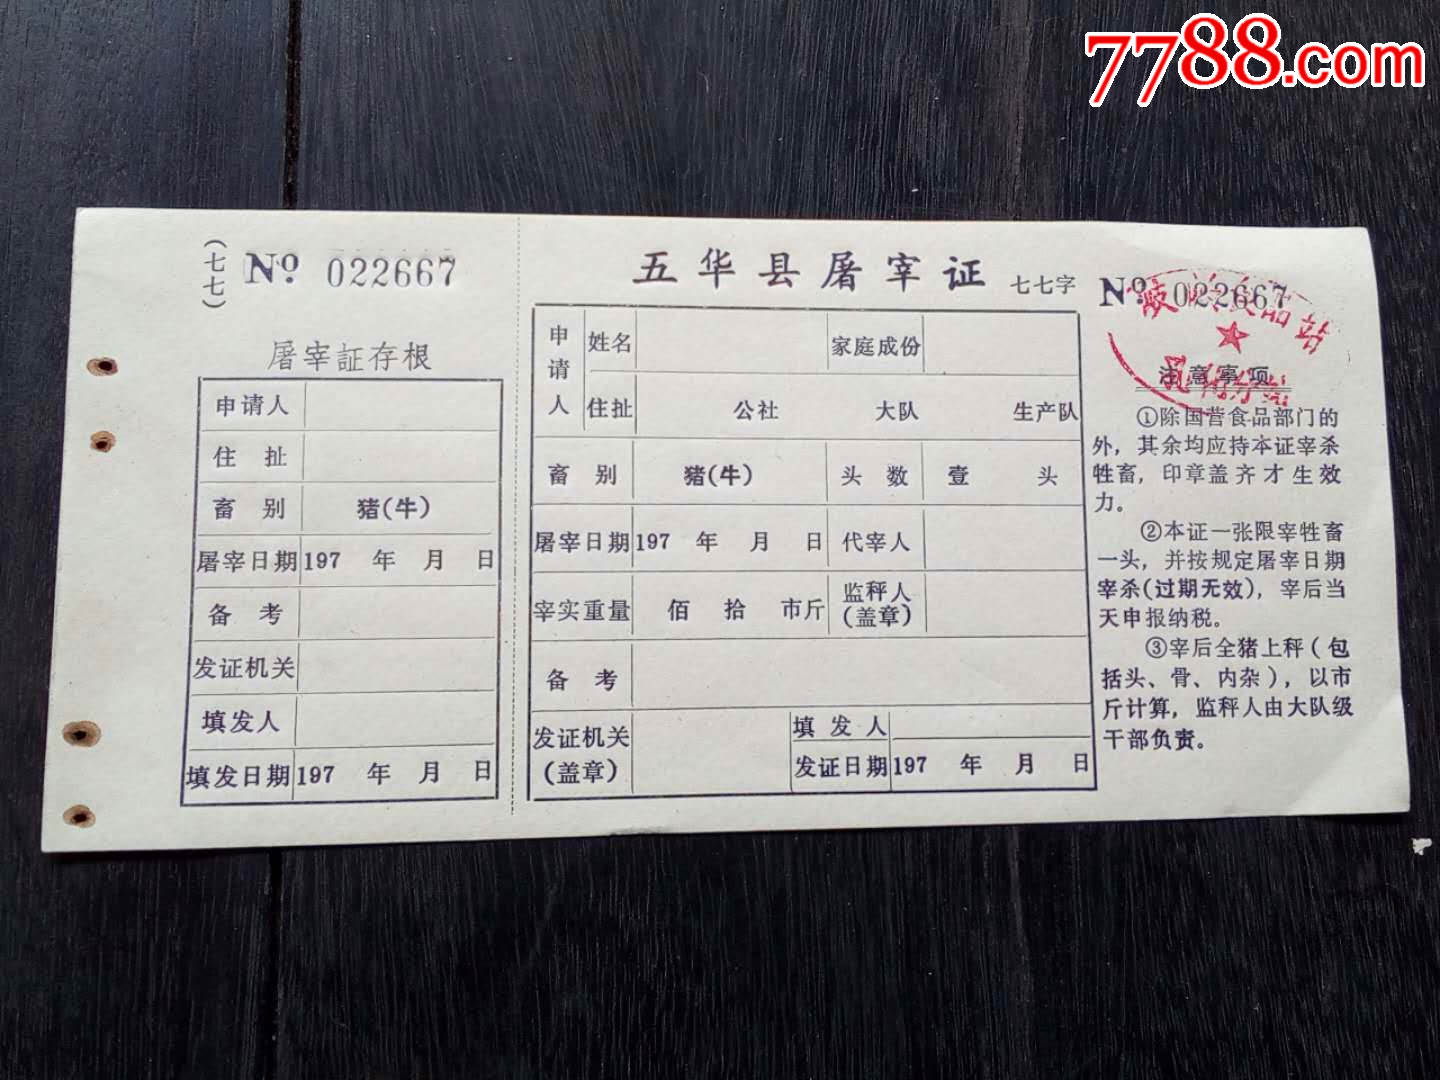 7788.com
(七七)
No 022667
屠宰証存根
申请人
住扯
畜别 猪(牛)
屠宰日期 197 年 月 日
备考
发证机关
填发人
填发日期 197 年 月 日
五华县屠宰证 七七字 No 022667
申请人 姓名 家庭成份
住扯 公社 大队 生产队
畜别 猪(牛) 头数 壹 头
屠宰日期 197 年 月 日 代宰人
宰实重量 佰 拾 市斤 监秤人(盖章)
备考
发证机关(盖章) 填发人
发证日期 197 年 月 日
食品站
注意事项
①除国营食品部门的
外，其余均应持本证宰杀
牲畜，印章盖齐才生效
力。
②本证一张限宰牲畜
一头，并按规定屠宰日期
宰杀(过期无效)，宰后当
天申报纳税。
③宰后全猪上秤(包
括头、骨、内杂)，以市
斤计算，监秤人由大队级
干部负责。